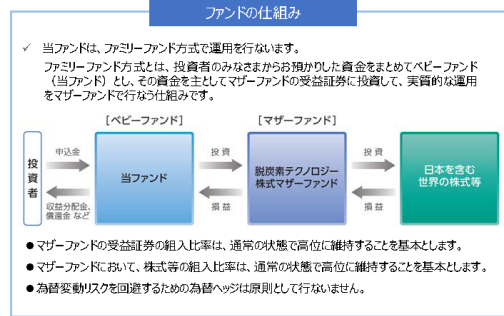 ファンドの仕組み
✓ 当ファンドは、ファミリーファンド方式で運用を行ないます。
ファミリーファンド方式とは、投資者のみなさまからお預かりした資金をまとめてベビーファンド
（当ファンド）とし、その資金を主としてマザーファンドの受益証券に投資して、実質的な運用
をマザーファンドで行なう仕組みです。
［ベビーファンド］
［マザーファンド］
投資者
申込金
収益分配金、
償還金 など
当ファンド
投資
損益
脱炭素テクノロジー
株式マザーファンド
投資
損益
日本を含む
世界の株式等
●マザーファンドの受益証券の組入比率は、通常の状態で高位に維持することを基本とします。
●マザーファンドにおいて、株式等の組入比率は、通常の状態で高位に維持することを基本とします。
●為替変動リスクを回避するための為替ヘッジは原則として行ないません。